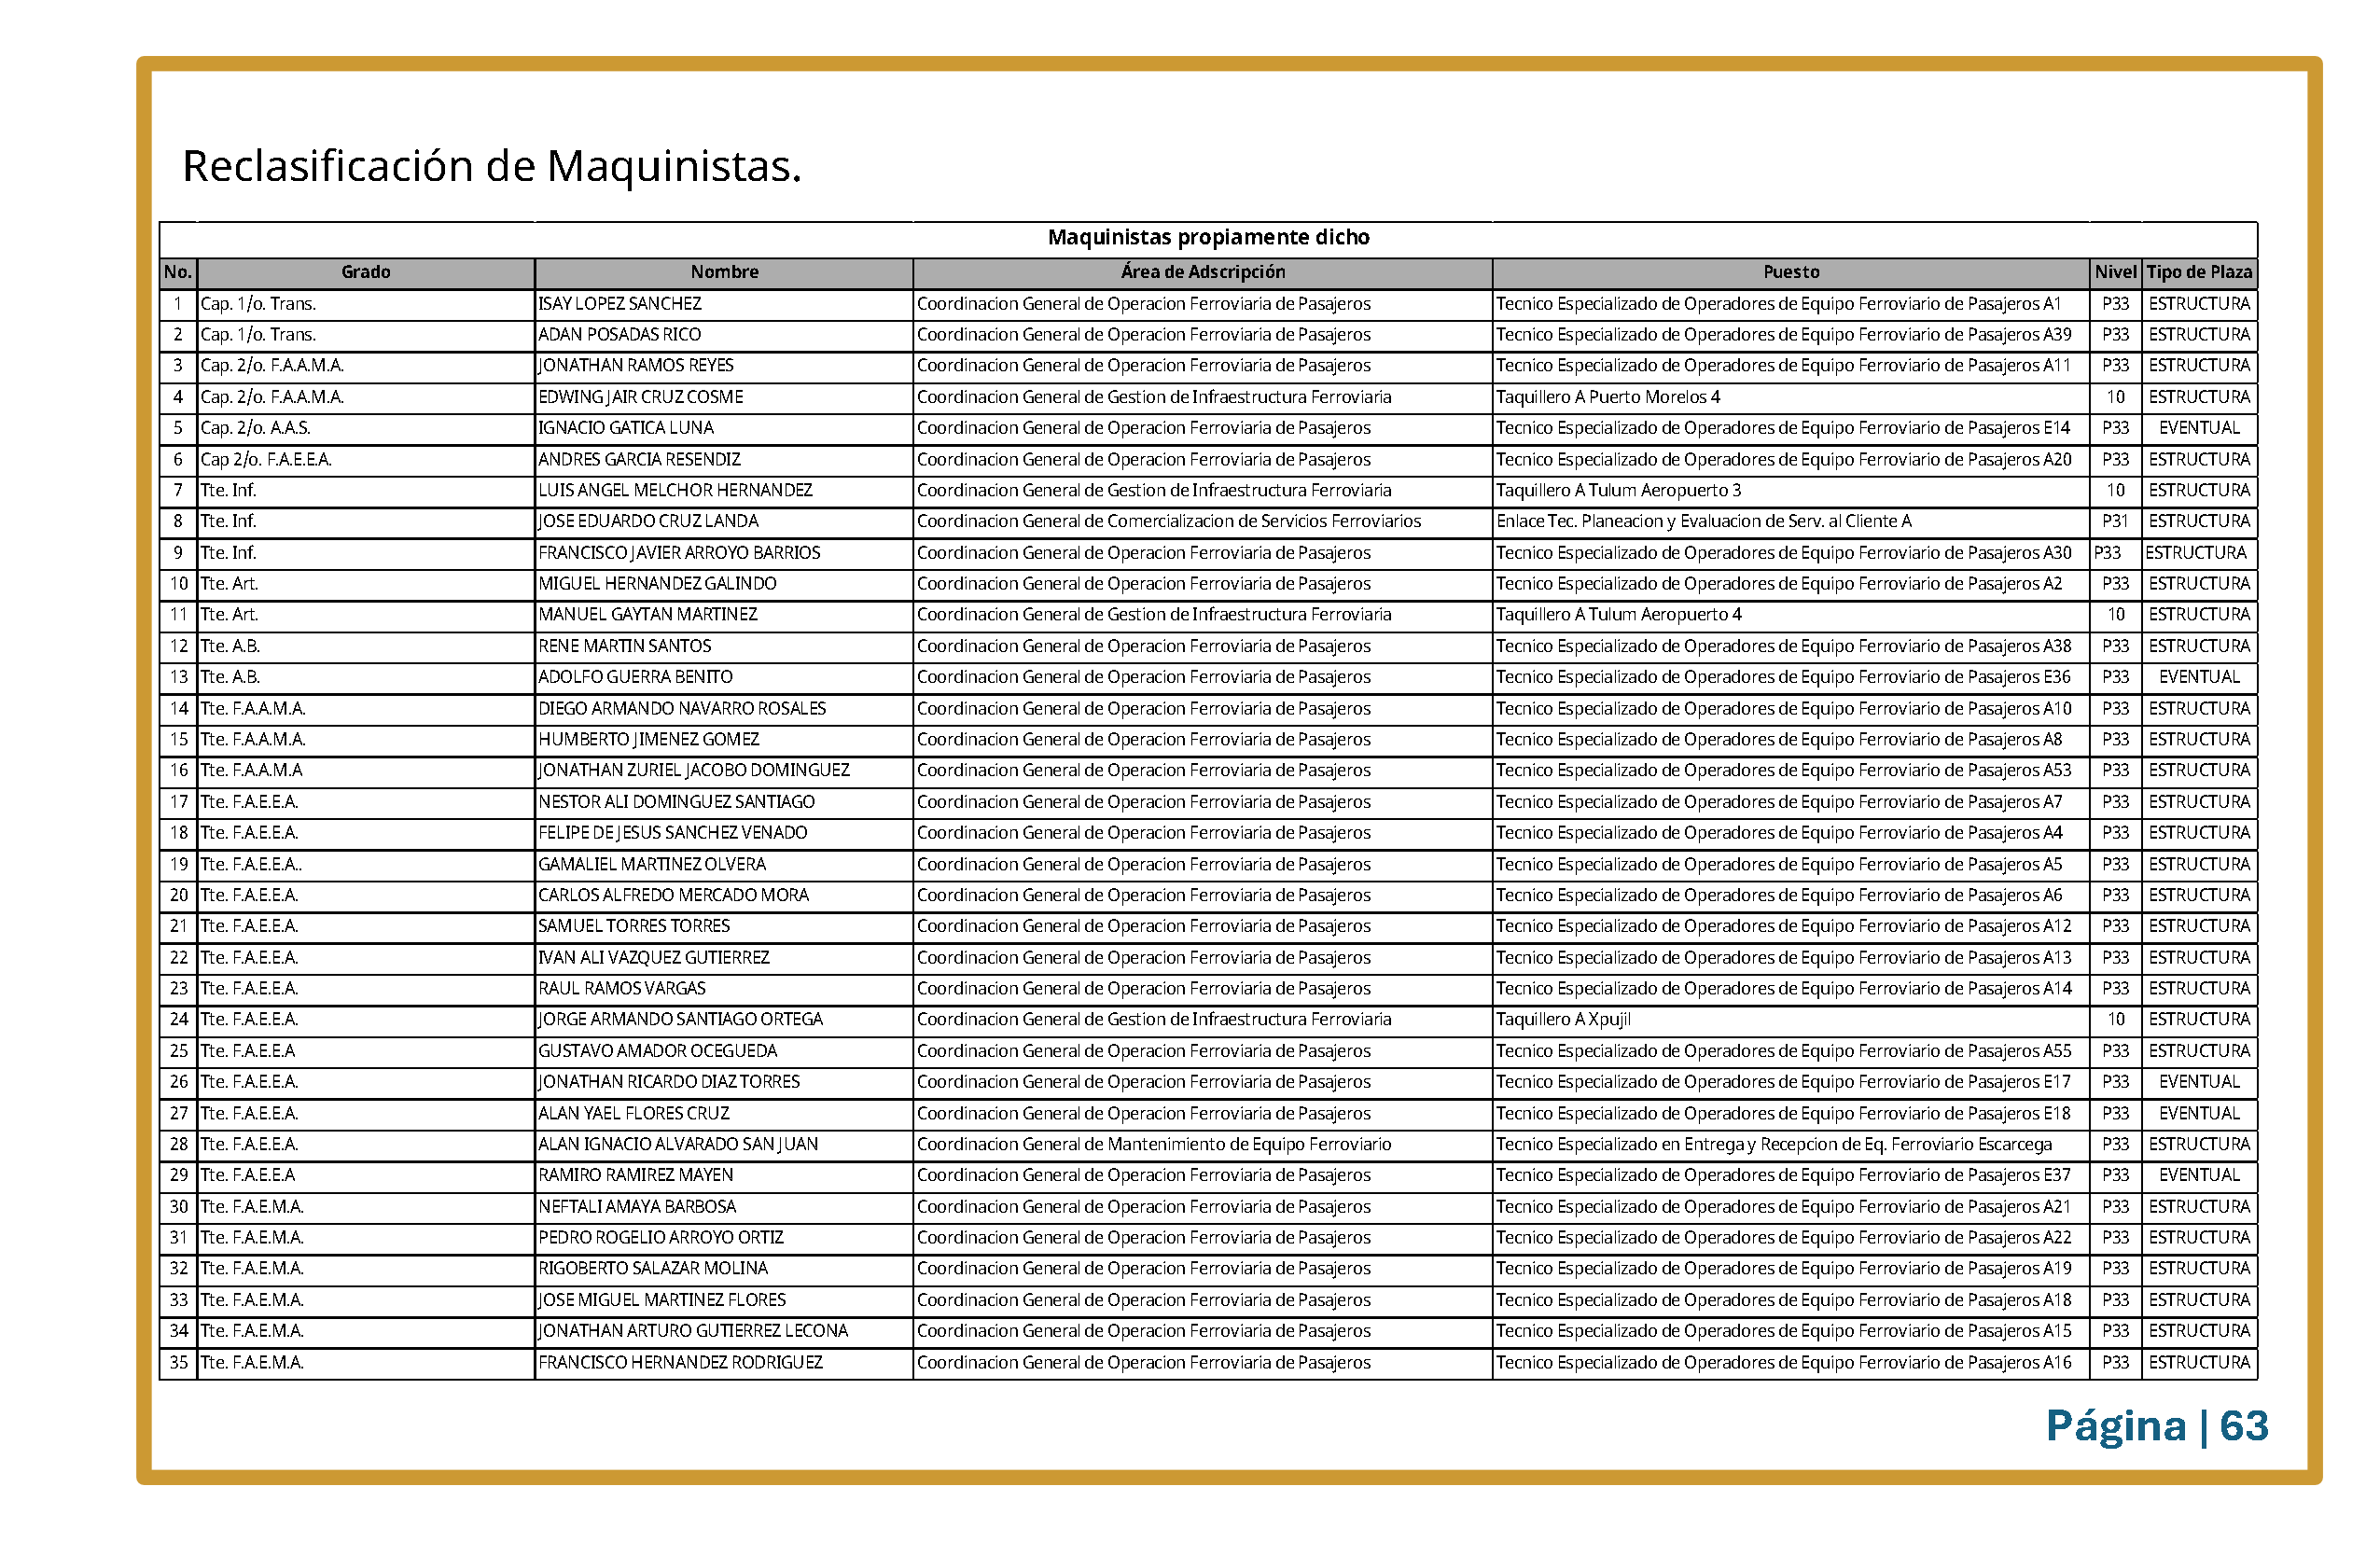 Reclasificación de Maquinistas.
Maquinistas propiamente dicho
No. Grado Nombre Área de Adscripción Puesto Nivel Tipo de Plaza
1 Cap. 1/o. Trans. ISAY LOPEZ SANCHEZ Coordinacion General de Operacion Ferroviaria de Pasajeros Tecnico Especializado de Operadores de Equipo Ferroviario de Pasajeros A1 P33 ESTRUCTURA
2 Cap. 1/o. Trans. ADAN POSADAS RICO Coordinacion General de Operacion Ferroviaria de Pasajeros Tecnico Especializado de Operadores de Equipo Ferroviario de Pasajeros A39 P33 ESTRUCTURA
3 Cap. 2/o. F.A.A.M.A. JONATHAN RAMOS REYES Coordinacion General de Operacion Ferroviaria de Pasajeros Tecnico Especializado de Operadores de Equipo Ferroviario de Pasajeros A11 P33 ESTRUCTURA
4 Cap. 2/o. F.A.A.M.A. EDWING JAIR CRUZ COSME Coordinacion General de Gestion de Infraestructura Ferroviaria Taquillero A Puerto Morelos 4 10 ESTRUCTURA
5 Cap. 2/o. A.A.S. IGNACIO GATICA LUNA Coordinacion General de Operacion Ferroviaria de Pasajeros Tecnico Especializado de Operadores de Equipo Ferroviario de Pasajeros E14 P33 EVENTUAL
6 Cap 2/o. F.A.E.E.A. ANDRES GARCIA RESENDIZ Coordinacion General de Operacion Ferroviaria de Pasajeros Tecnico Especializado de Operadores de Equipo Ferroviario de Pasajeros A20 P33 ESTRUCTURA
7 Tte. Inf. LUIS ANGEL MELCHOR HERNANDEZ Coordinacion General de Gestion de Infraestructura Ferroviaria Taquillero A Tulum Aeropuerto 3 10 ESTRUCTURA
8 Tte. Inf. JOSE EDUARDO CRUZ LANDA Coordinacion General de Comercializacion de Servicios Ferroviarios Enlace Tec. Planeacion y Evaluacion de Serv. al Cliente A P31 ESTRUCTURA
9 Tte. Inf. FRANCISCO JAVIER ARROYO BARRIOS Coordinacion General de Operacion Ferroviaria de Pasajeros Tecnico Especializado de Operadores de Equipo Ferroviario de Pasajeros A30 P33 ESTRUCTURA
10 Tte. Art. MIGUEL HERNANDEZ GALINDO Coordinacion General de Operacion Ferroviaria de Pasajeros Tecnico Especializado de Operadores de Equipo Ferroviario de Pasajeros A2 P33 ESTRUCTURA
11 Tte. Art. MANUEL GAYTAN MARTINEZ Coordinacion General de Gestion de Infraestructura Ferroviaria Taquillero A Tulum Aeropuerto 4 10 ESTRUCTURA
12 Tte. A.B. RENE MARTIN SANTOS Coordinacion General de Operacion Ferroviaria de Pasajeros Tecnico Especializado de Operadores de Equipo Ferroviario de Pasajeros A38 P33 ESTRUCTURA
13 Tte. A.B. ADOLFO GUERRA BENITO Coordinacion General de Operacion Ferroviaria de Pasajeros Tecnico Especializado de Operadores de Equipo Ferroviario de Pasajeros E36 P33 EVENTUAL
14 Tte. F.A.A.M.A. DIEGO ARMANDO NAVARRO ROSALES Coordinacion General de Operacion Ferroviaria de Pasajeros Tecnico Especializado de Operadores de Equipo Ferroviario de Pasajeros A10 P33 ESTRUCTURA
15 Tte. F.A.A.M.A. HUMBERTO JIMENEZ GOMEZ Coordinacion General de Operacion Ferroviaria de Pasajeros Tecnico Especializado de Operadores de Equipo Ferroviario de Pasajeros A8 P33 ESTRUCTURA
16 Tte. F.A.A.M.A JONATHAN ZURIEL JACOBO DOMINGUEZ Coordinacion General de Operacion Ferroviaria de Pasajeros Tecnico Especializado de Operadores de Equipo Ferroviario de Pasajeros A53 P33 ESTRUCTURA
17 Tte. F.A.E.E.A. NESTOR ALI DOMINGUEZ SANTIAGO Coordinacion General de Operacion Ferroviaria de Pasajeros Tecnico Especializado de Operadores de Equipo Ferroviario de Pasajeros A7 P33 ESTRUCTURA
18 Tte. F.A.E.E.A. FELIPE DE JESUS SANCHEZ VENADO Coordinacion General de Operacion Ferroviaria de Pasajeros Tecnico Especializado de Operadores de Equipo Ferroviario de Pasajeros A4 P33 ESTRUCTURA
19 Tte. F.A.E.E.A.. GAMALIEL MARTINEZ OLVERA Coordinacion General de Operacion Ferroviaria de Pasajeros Tecnico Especializado de Operadores de Equipo Ferroviario de Pasajeros A5 P33 ESTRUCTURA
20 Tte. F.A.E.E.A. CARLOS ALFREDO MERCADO MORA Coordinacion General de Operacion Ferroviaria de Pasajeros Tecnico Especializado de Operadores de Equipo Ferroviario de Pasajeros A6 P33 ESTRUCTURA
21 Tte. F.A.E.E.A. SAMUEL TORRES TORRES Coordinacion General de Operacion Ferroviaria de Pasajeros Tecnico Especializado de Operadores de Equipo Ferroviario de Pasajeros A12 P33 ESTRUCTURA
22 Tte. F.A.E.E.A. IVAN ALI VAZQUEZ GUTIERREZ Coordinacion General de Operacion Ferroviaria de Pasajeros Tecnico Especializado de Operadores de Equipo Ferroviario de Pasajeros A13 P33 ESTRUCTURA
23 Tte. F.A.E.E.A. RAUL RAMOS VARGAS Coordinacion General de Operacion Ferroviaria de Pasajeros Tecnico Especializado de Operadores de Equipo Ferroviario de Pasajeros A14 P33 ESTRUCTURA
24 Tte. F.A.E.E.A. JORGE ARMANDO SANTIAGO ORTEGA Coordinacion General de Gestion de Infraestructura Ferroviaria Taquillero A Xpujil 10 ESTRUCTURA
25 Tte. F.A.E.E.A GUSTAVO AMADOR OCEGUEDA Coordinacion General de Operacion Ferroviaria de Pasajeros Tecnico Especializado de Operadores de Equipo Ferroviario de Pasajeros A55 P33 ESTRUCTURA
26 Tte. F.A.E.E.A. JONATHAN RICARDO DIAZ TORRES Coordinacion General de Operacion Ferroviaria de Pasajeros Tecnico Especializado de Operadores de Equipo Ferroviario de Pasajeros E17 P33 EVENTUAL
27 Tte. F.A.E.E.A. ALAN YAEL FLORES CRUZ Coordinacion General de Operacion Ferroviaria de Pasajeros Tecnico Especializado de Operadores de Equipo Ferroviario de Pasajeros E18 P33 EVENTUAL
28 Tte. F.A.E.E.A. ALAN IGNACIO ALVARADO SAN JUAN Coordinacion General de Mantenimiento de Equipo Ferroviario Tecnico Especializado en Entrega y Recepcion de Eq. Ferroviario Escarcega P33 ESTRUCTURA
29 Tte. F.A.E.E.A RAMIRO RAMIREZ MAYEN Coordinacion General de Operacion Ferroviaria de Pasajeros Tecnico Especializado de Operadores de Equipo Ferroviario de Pasajeros E37 P33 EVENTUAL
30 Tte. F.A.E.M.A. NEFTALI AMAYA BARBOSA Coordinacion General de Operacion Ferroviaria de Pasajeros Tecnico Especializado de Operadores de Equipo Ferroviario de Pasajeros A21 P33 ESTRUCTURA
31 Tte. F.A.E.M.A. PEDRO ROGELIO ARROYO ORTIZ Coordinacion General de Operacion Ferroviaria de Pasajeros Tecnico Especializado de Operadores de Equipo Ferroviario de Pasajeros A22 P33 ESTRUCTURA
32 Tte. F.A.E.M.A. RIGOBERTO SALAZAR MOLINA Coordinacion General de Operacion Ferroviaria de Pasajeros Tecnico Especializado de Operadores de Equipo Ferroviario de Pasajeros A19 P33 ESTRUCTURA
33 Tte. F.A.E.M.A. JOSE MIGUEL MARTINEZ FLORES Coordinacion General de Operacion Ferroviaria de Pasajeros Tecnico Especializado de Operadores de Equipo Ferroviario de Pasajeros A18 P33 ESTRUCTURA
34 Tte. F.A.E.M.A. JONATHAN ARTURO GUTIERREZ LECONA Coordinacion General de Operacion Ferroviaria de Pasajeros Tecnico Especializado de Operadores de Equipo Ferroviario de Pasajeros A15 P33 ESTRUCTURA
35 Tte. F.A.E.M.A. FRANCISCO HERNANDEZ RODRIGUEZ Coordinacion General de Operacion Ferroviaria de Pasajeros Tecnico Especializado de Operadores de Equipo Ferroviario de Pasajeros A16 P33 ESTRUCTURA
Página | 63